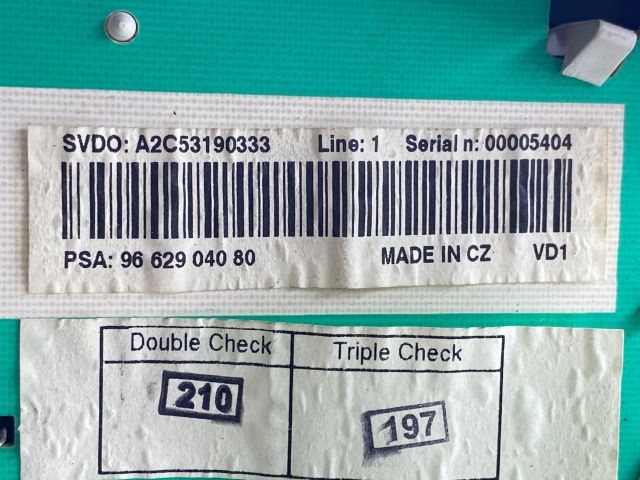 SVDO: A2C53190333 Line: 1 Serial n: 00005404
PSA: 96 629 040 80 MADE IN CZ VD1
Double Check Triple Check
210 197